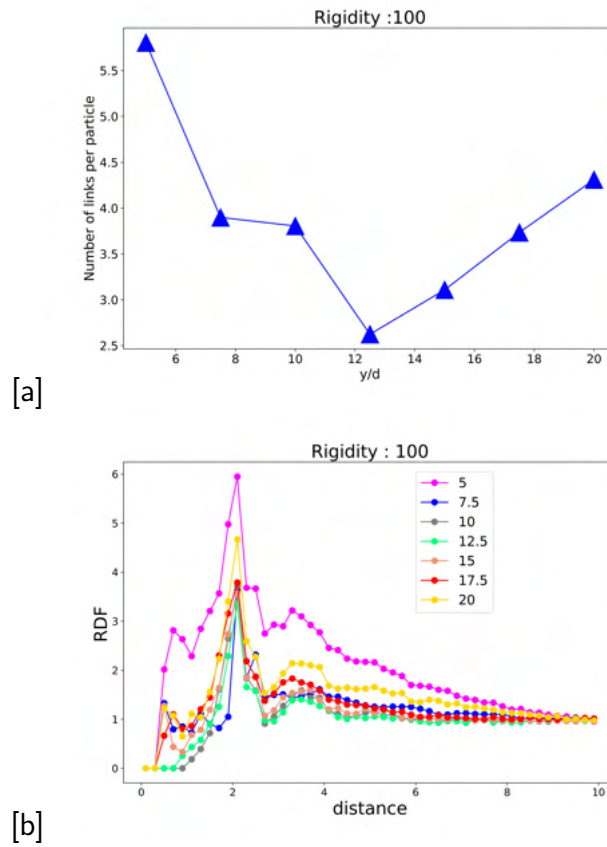 Rigidity :100
Number of links per particle
5.5
5.0
4.5
4.0
3.5
3.0
2.5
6 8 10 12 14 16 18 20
y/d
[a]
Rigidity : 100
RDF
6
5
4
3
2
1
0
5
7.5
10
12.5
15
17.5
20
0 2 4 6 8 10
distance
[b]